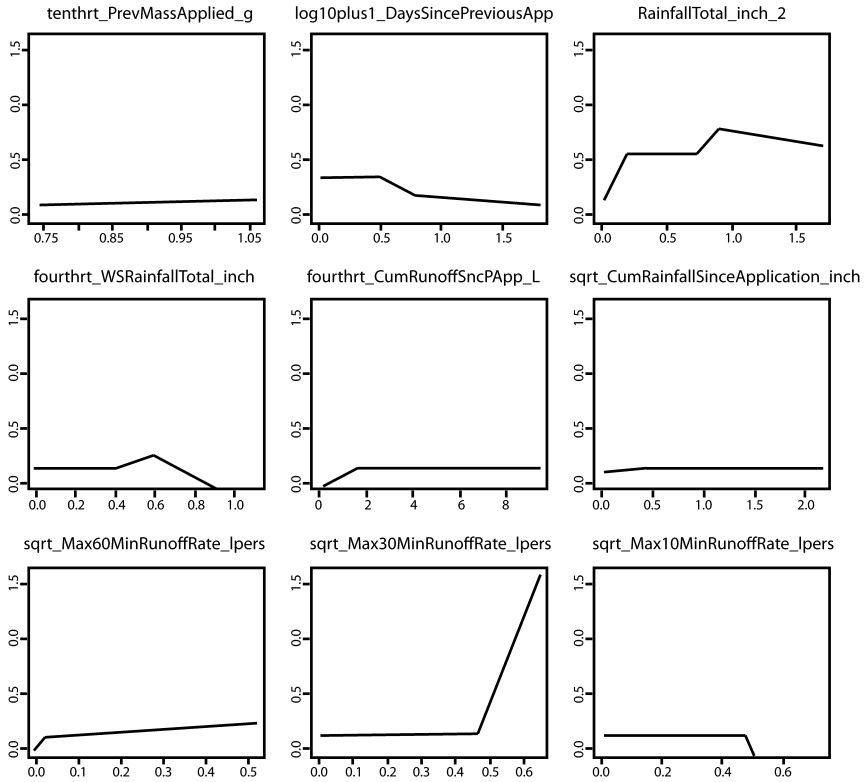 tenthrt_PrevMassApplied_g
log10plus1_DaysSincePreviousApp
RainfallTotal_inch_2
1.5
0.0
0.5
0.0
0.75 0.85 0.95 1.05
1.5
0.0
0.5
0.0
0.0 0.5 1.0 1.5
1.5
0.0
0.5
0.0
0.0 0.5 1.0 1.5
fourthrt_WSRainfallTotal_inch
fourthrt_CumRunoffSncPApp_L
sqrt_CumRainfallSinceApplication_inch
1.5
0.0
0.5
0.0
0.0 0.2 0.4 0.6 0.8 1.0
1.5
0.0
0.5
0.0
0 2 4 6 8
1.5
0.0
0.5
0.0
0.0 0.5 1.0 1.5 2.0
sqrt_Max60MinRunoffRate_lpers
sqrt_Max30MinRunoffRate_lpers
sqrt_Max10MinRunoffRate_lpers
1.5
0.0
0.5
0.0
0.0 0.1 0.2 0.3 0.4 0.5
1.5
0.0
0.5
0.0
0.0 0.1 0.2 0.3 0.4 0.5 0.6
1.5
0.0
0.5
0.0
0.0 0.2 0.4 0.6